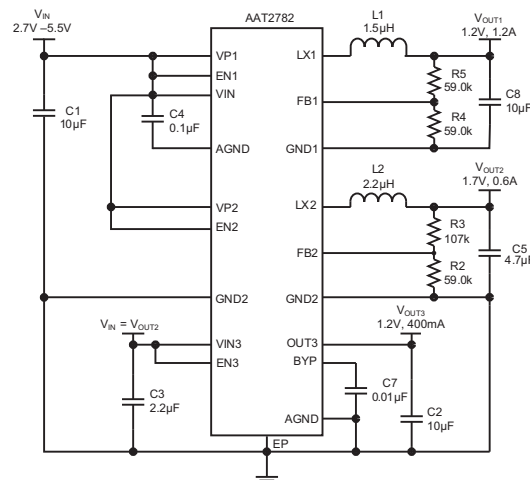 VIN
2.7V –5.5V
AAT2782
L1
1.5µH
VOUT1
1.2V, 1.2A
VP1
EN1
VIN
LX1
R5
59.0k
C1
10µF
C4
0.1µF
FB1
R4
59.0k
C8
10µF
AGND
GND1
L2
2.2µH
VOUT2
1.7V, 0.6A
VP2
EN2
LX2
R3
107k
FB2
R2
59.0k
C5
4.7µF
GND2
GND2
VIN = VOUT2
VOUT3
1.2V, 400mA
VIN3
EN3
OUT3
BYP
C3
2.2µF
C7
0.01µF
C2
10µF
AGND
EP